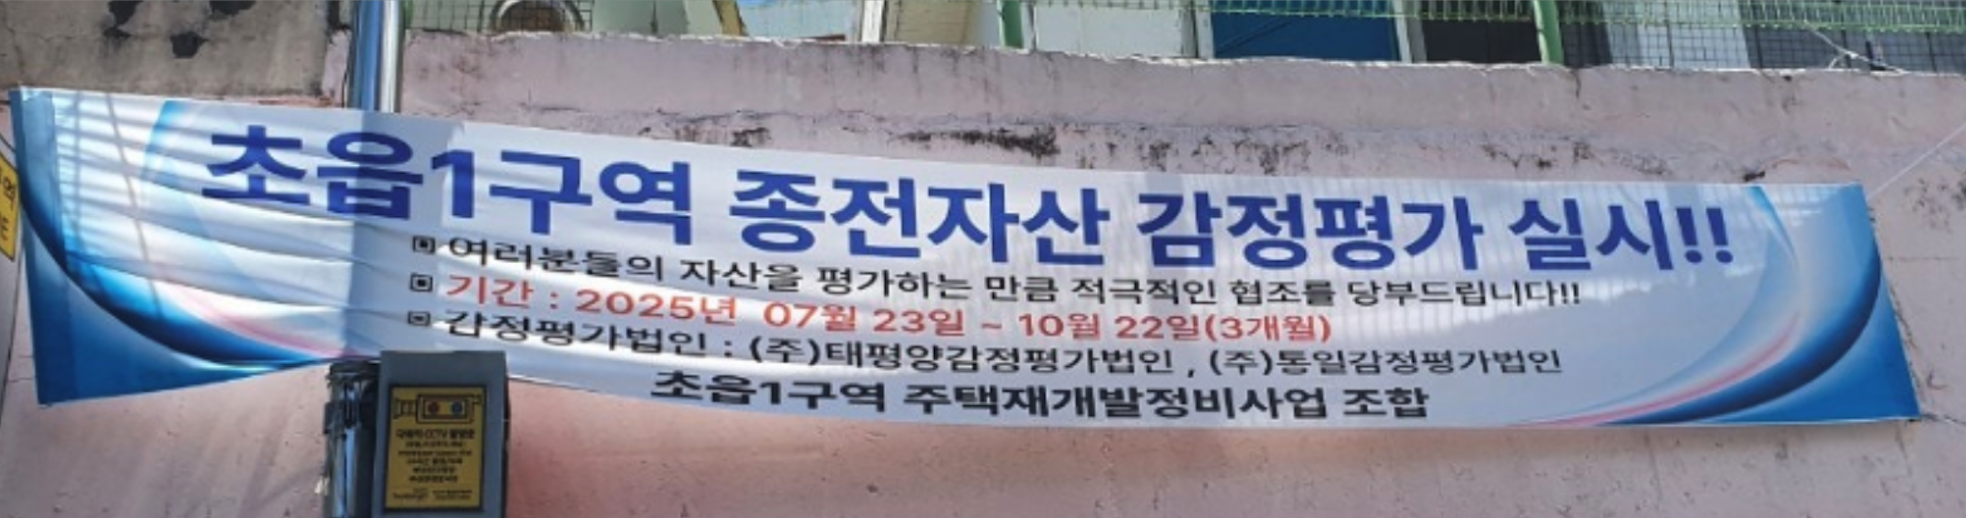 초읍1구역 종전자산 감정평가 실시!!
▣ 여러분들의 자산을 평가하는 만큼 적극적인 협조를 당부드립니다!!
▣ 기간 : 2025년 07월 23일 ~ 10월 22일(3개월)
▣ 감정평가법인 : (주)태평양감정평가법인 , (주)통일감정평가법인
초읍1구역 주택재개발정비사업 조합